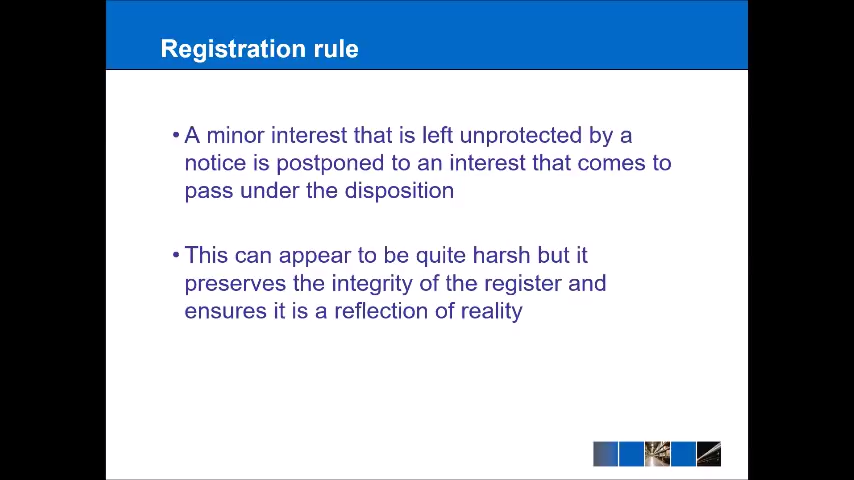 Registration rule
• A minor interest that is left unprotected by a
notice is postponed to an interest that comes to
pass under the disposition
• This can appear to be quite harsh but it
preserves the integrity of the register and
ensures it is a reflection of reality